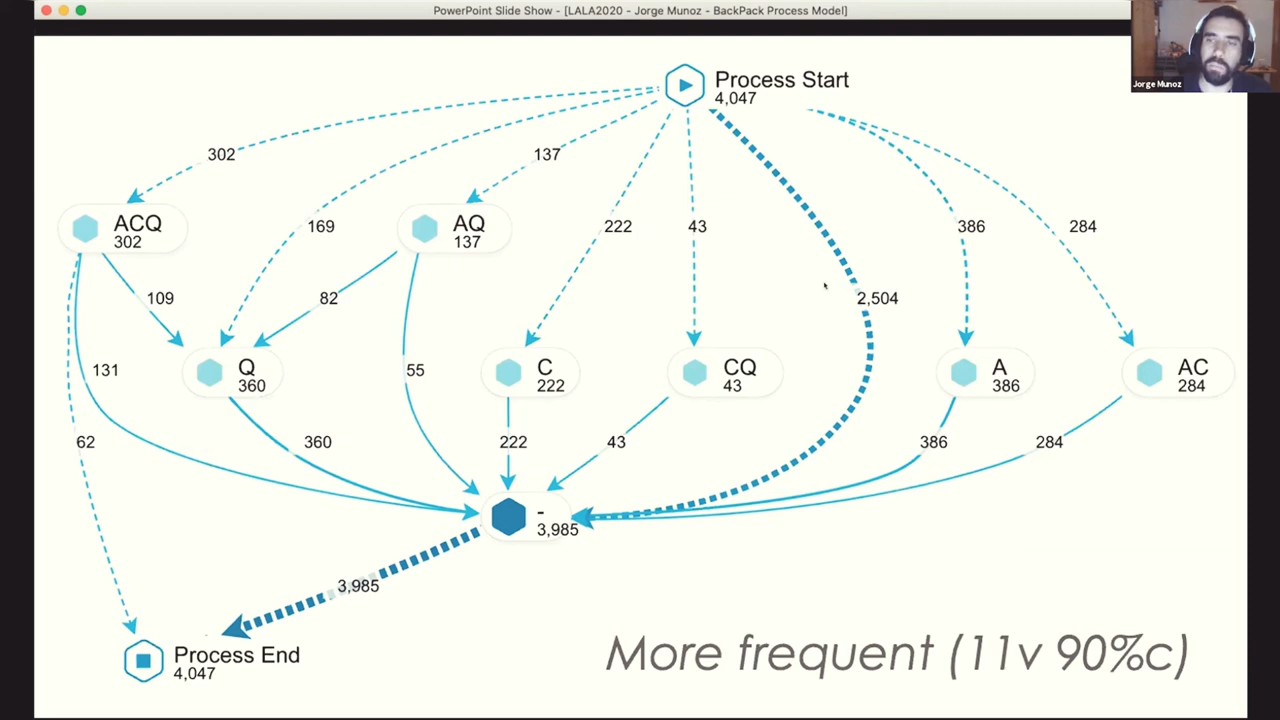 PowerPoint Slide Show - [LALA2020 - Jorge Munoz - BackPack Process Model]
Jorge Munoz
Process Start
4,047
302
137
169
222
43
386
284
ACQ
302
AQ
137
109
82
2,504
131
55
Q
360
C
222
CQ
43
A
386
AC
284
62
360
222
43
386
284
-
3,985
3,985
Process End
4,047
More frequent (11v 90%c)